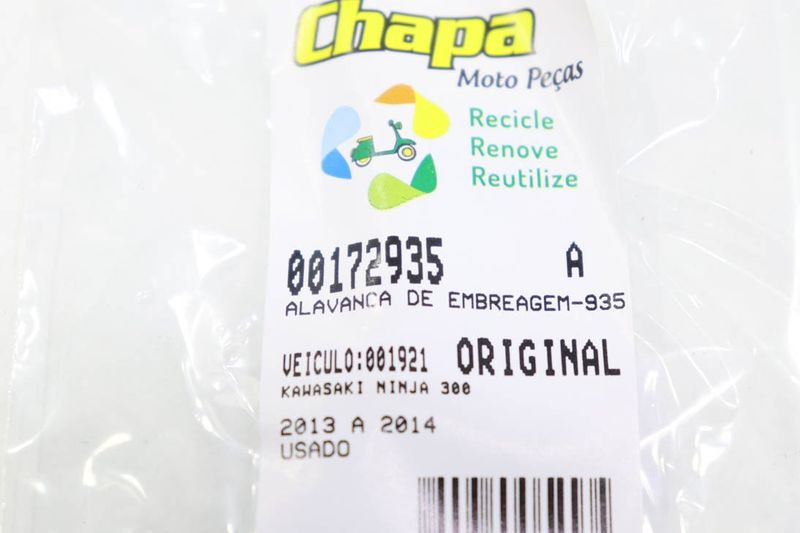 Chapa
Moto Peças
Recicle
Renove
Reutilize
00172935 A
ALAVANCA DE EMBREAGEM-935
VEICULO:001921 ORIGINAL
KAWASAKI NINJA 300
2013 A 2014
USADO